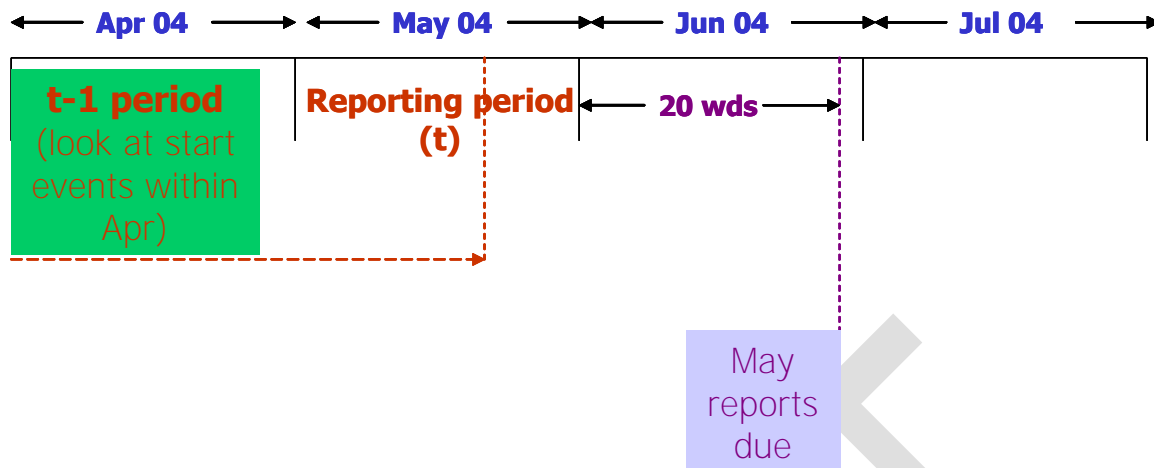 Apr 04 May 04 Jun 04 Jul 04
t-1 period
(look at start
events within
Apr)
Reporting period
(t)
20 wds
May
reports
due